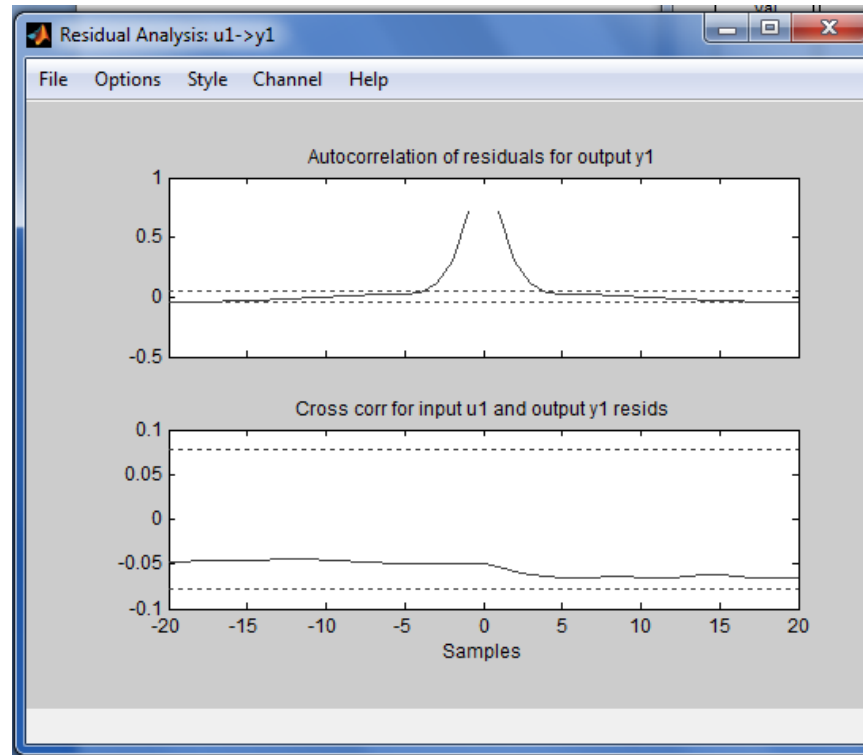 val
Residual Analysis: u1->y1
File Options Style Channel Help
Autocorrelation of residuals for output y1
1
0.5
0
-0.5
Cross corr for input u1 and output y1 resids
0.1
0.05
0
-0.05
-0.1
-20 -15 -10 -5 0 5 10 15 20
Samples